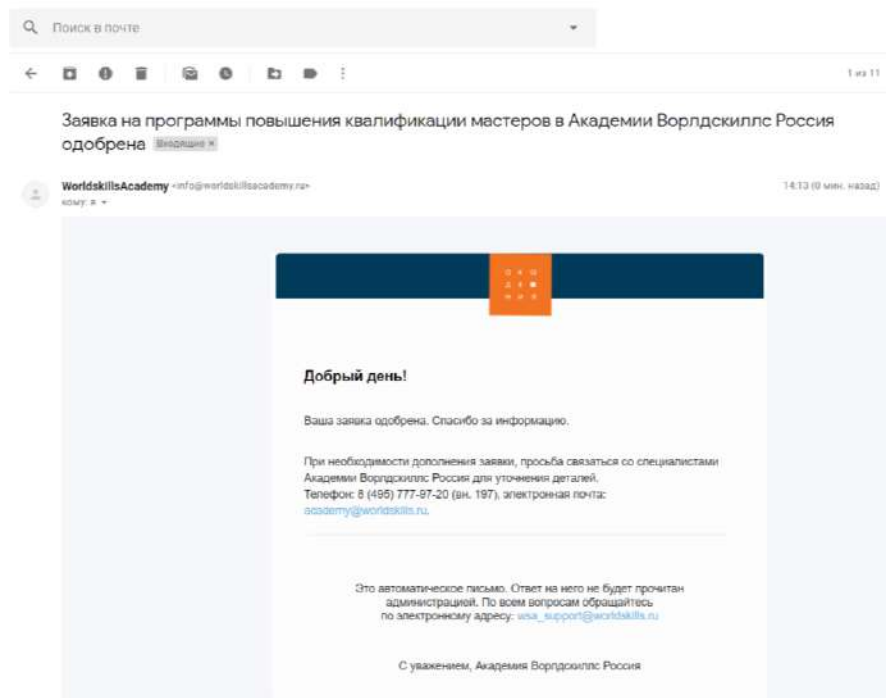 Поиск в почте
1 из 11
Заявка на программы повышения квалификации мастеров в Академии Ворлдскиллс Россия
одобрена Входящие ×
WorldskillsAcademy <info@worldskillsacademy.ru>
14:13 (0 мин. назад)
кому: я
Добрый день!
Ваша заявка одобрена. Спасибо за информацию.
При необходимости дополнения заявки, просьба связаться со специалистами
Академии Ворлдскиллс Россия для уточнения деталей.
Телефон: 8 (495) 777-97-20 (вн. 197), электронная почта:
academy@worldskills.ru.
Это автоматическое письмо. Ответ на него не будет прочитан
администрацией. По всем вопросам обращайтесь
по электронному адресу: wsa_support@worldskills.ru
С уважением, Академия Ворлдскиллс Россия